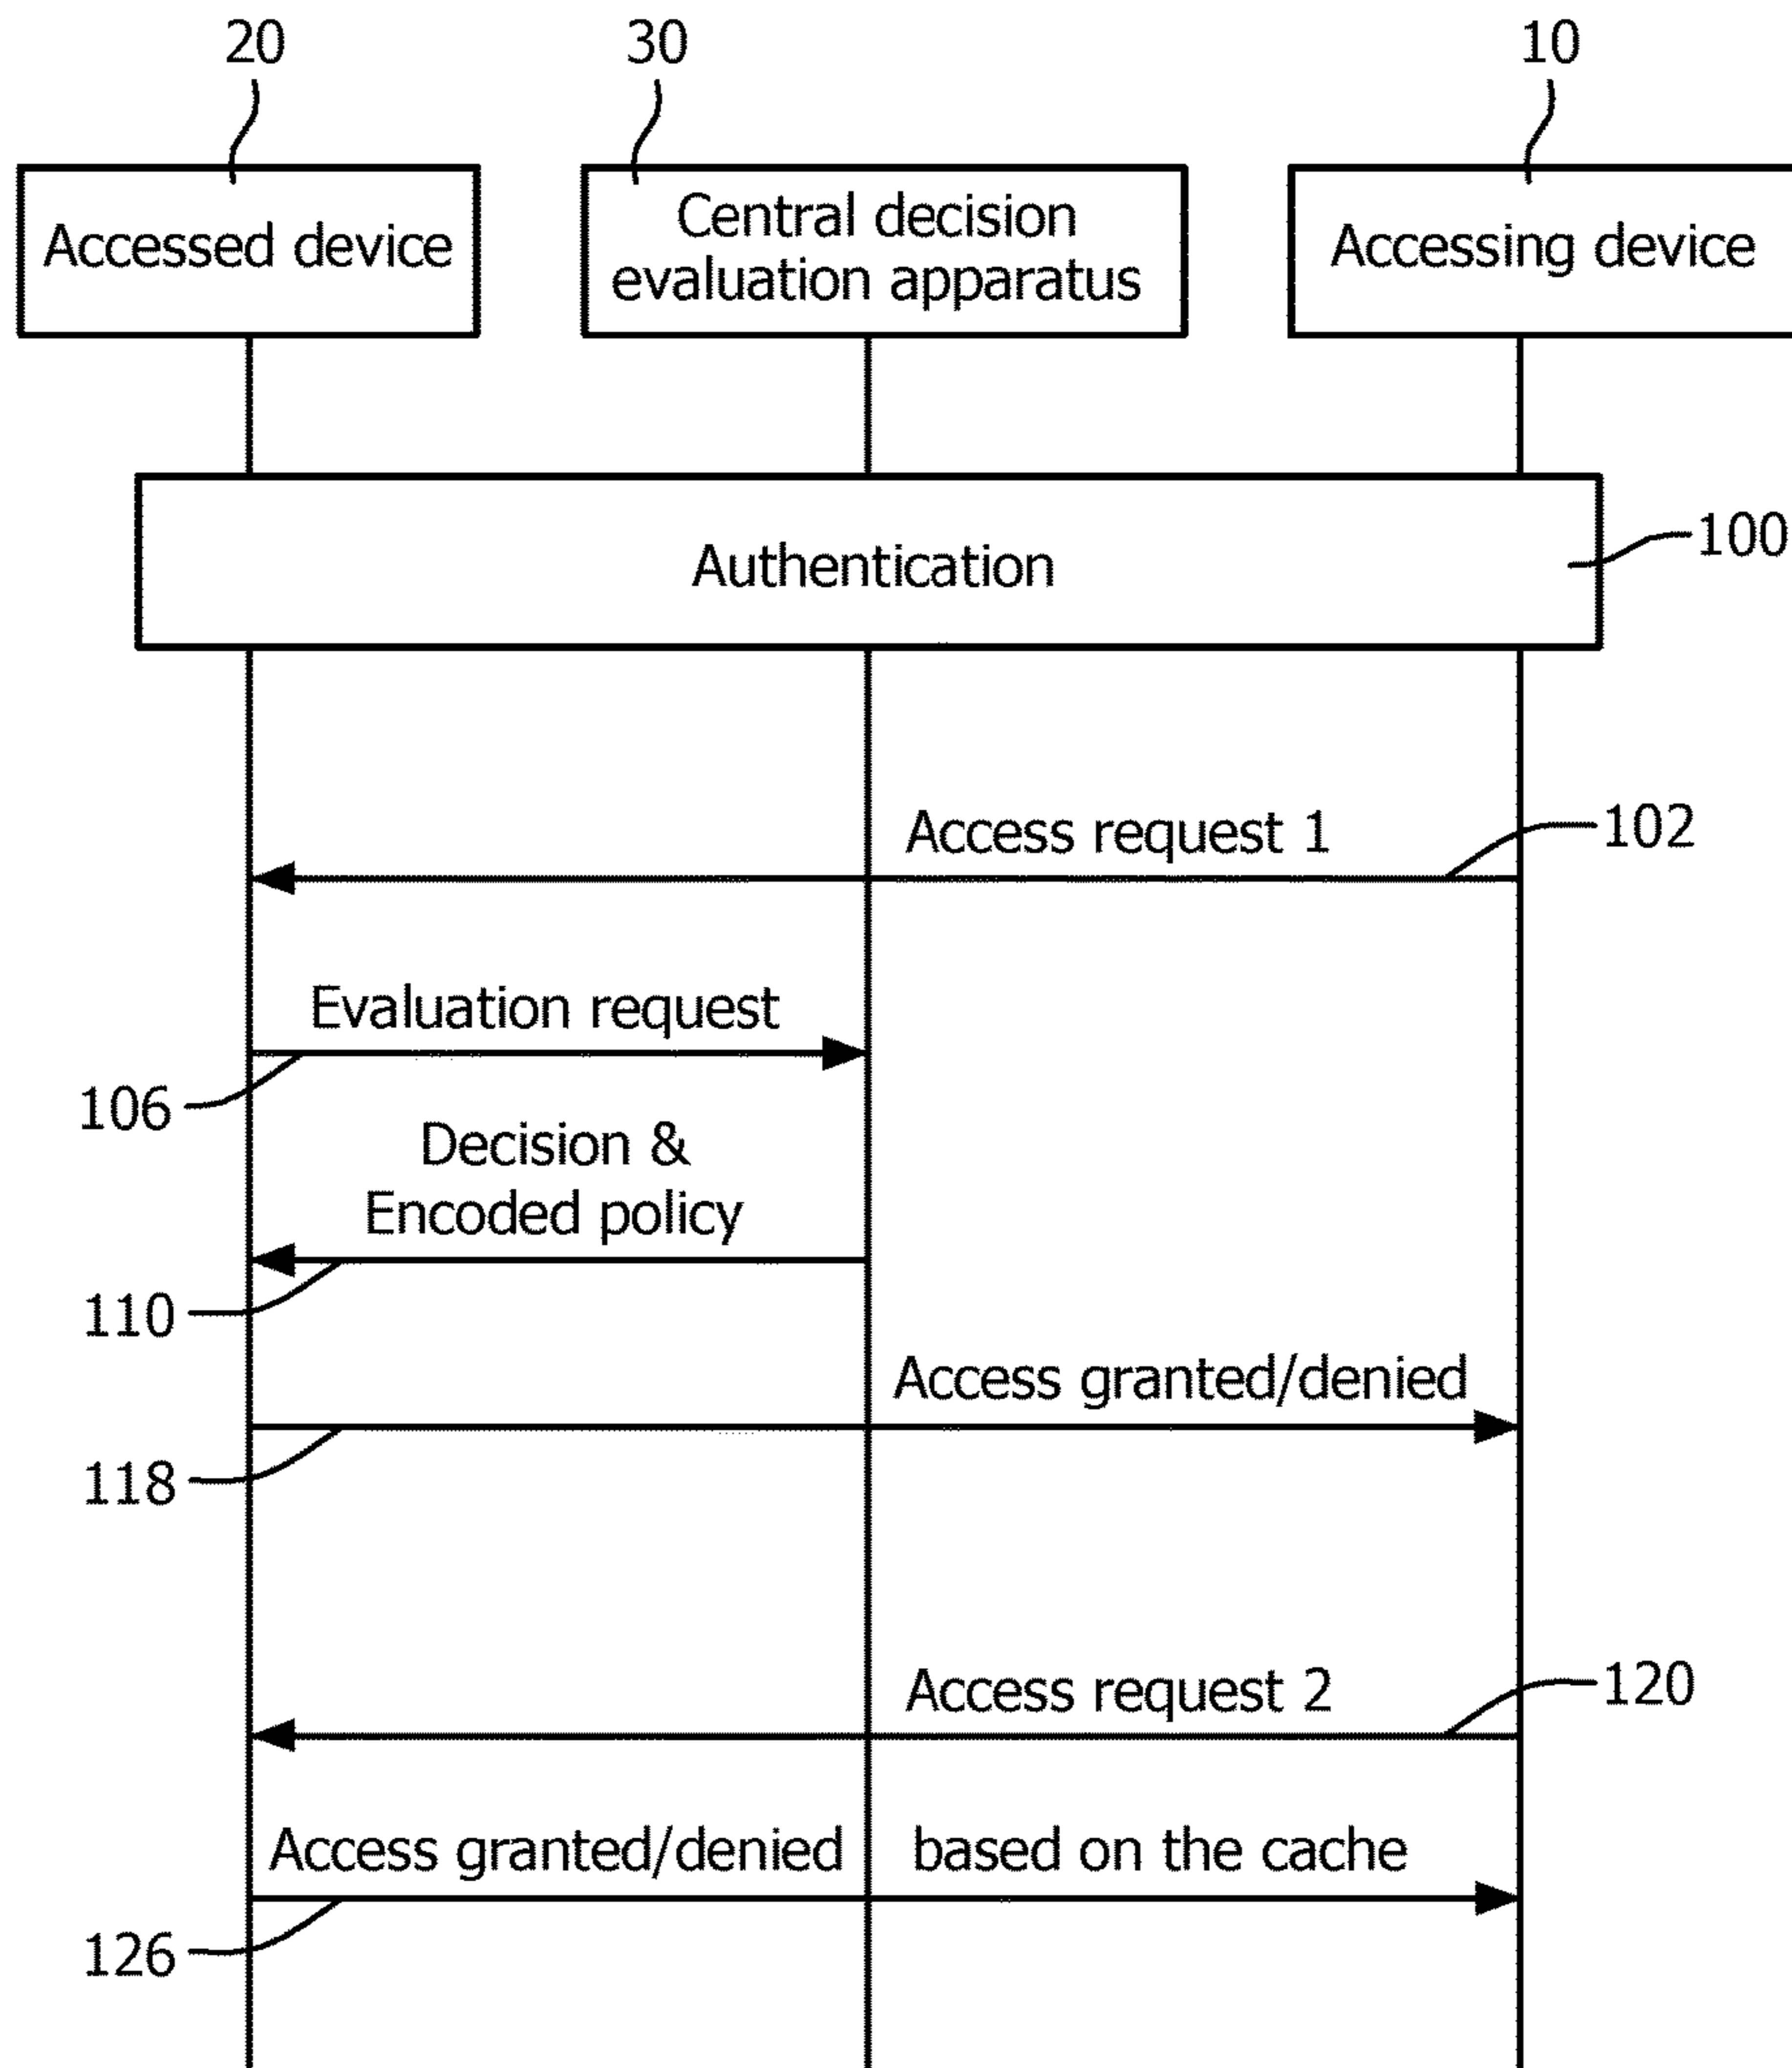 20
30
10
Accessed device
Central decision
evaluation apparatus
Accessing device
Authentication
100
Access request 1
102
Evaluation request
106
Decision &
Encoded policy
110
Access granted/denied
118
Access request 2
120
Access granted/denied based on the cache
126